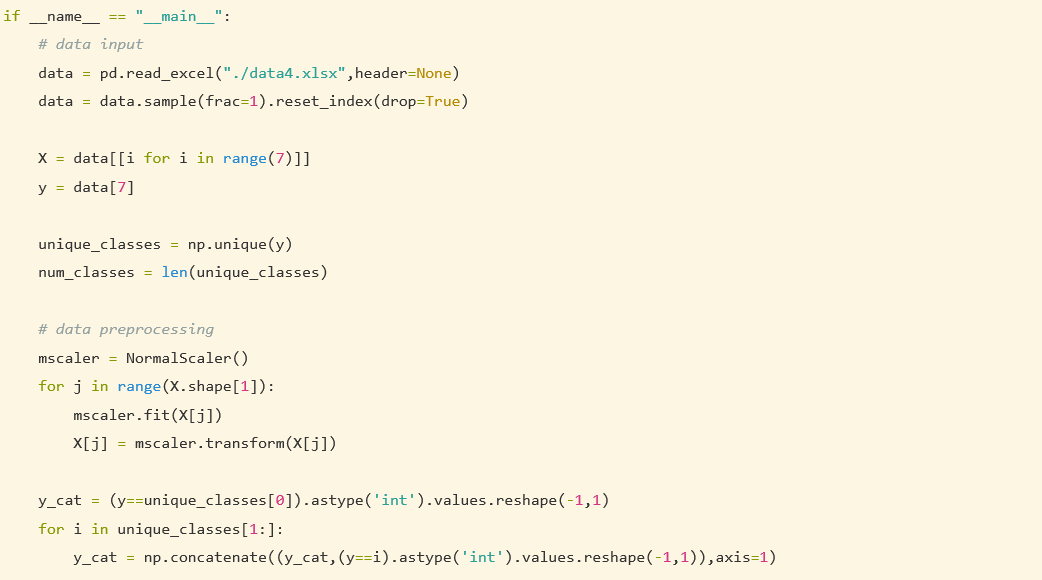 if __name__ == "__main__":
    # data input
    data = pd.read_excel("./data4.xlsx",header=None)
    data = data.sample(frac=1).reset_index(drop=True)

    X = data[[i for i in range(7)]]
    y = data[7]

    unique_classes = np.unique(y)
    num_classes = len(unique_classes)

    # data preprocessing
    mscaler = NormalScaler()
    for j in range(X.shape[1]):
        mscaler.fit(X[j])
        X[j] = mscaler.transform(X[j])

    y_cat = (y==unique_classes[0]).astype('int').values.reshape(-1,1)
    for i in unique_classes[1:]:
        y_cat = np.concatenate((y_cat,(y==i).astype('int').values.reshape(-1,1)),axis=1)